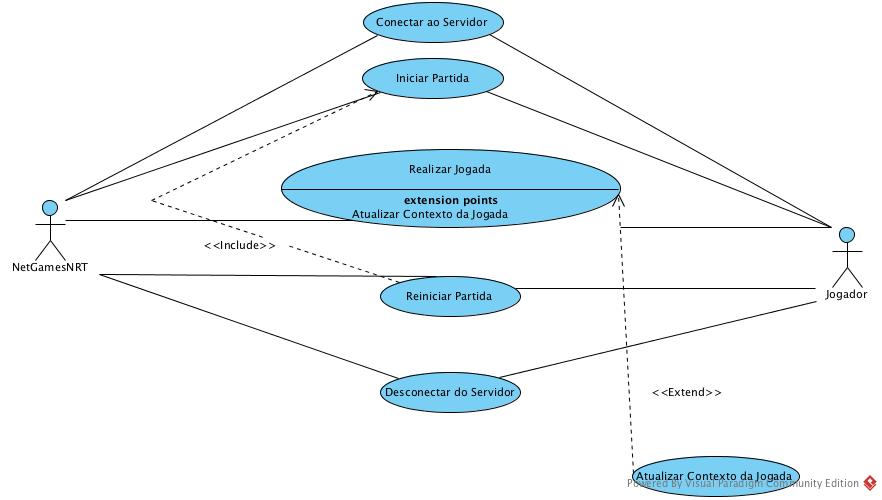 Conectar ao Servidor
Iniciar Partida
Realizar Jogada
extension points
Atualizar Contexto da Jogada
<<Include>>
NetGamesNRT
Reiniciar Partida
Jogador
Desconectar do Servidor
<<Extend>>
Atualizar Contexto da Jogada
Powered By Visual Paradigm Community Edition